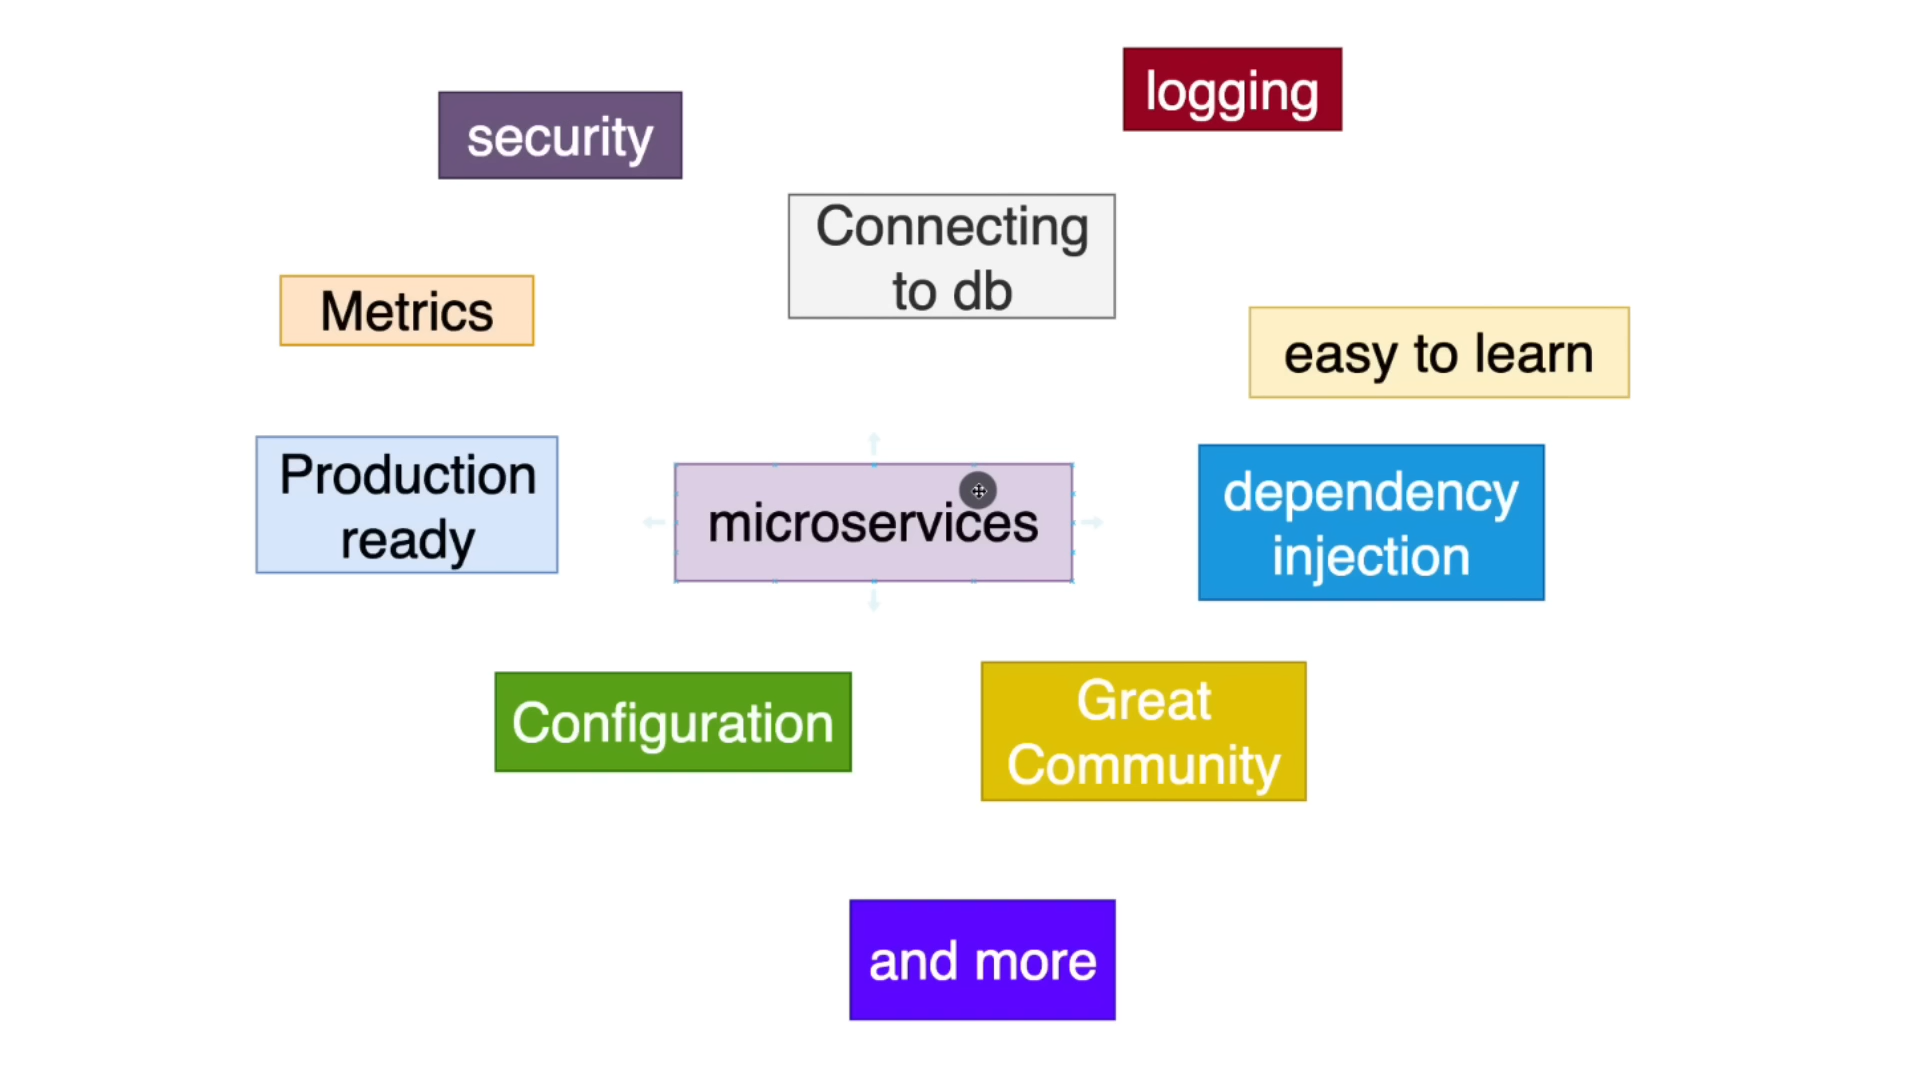 logging
security
Connecting
to db
Metrics
easy to learn
Production
ready
microservices
dependency
injection
Configuration
Great
Community
and more